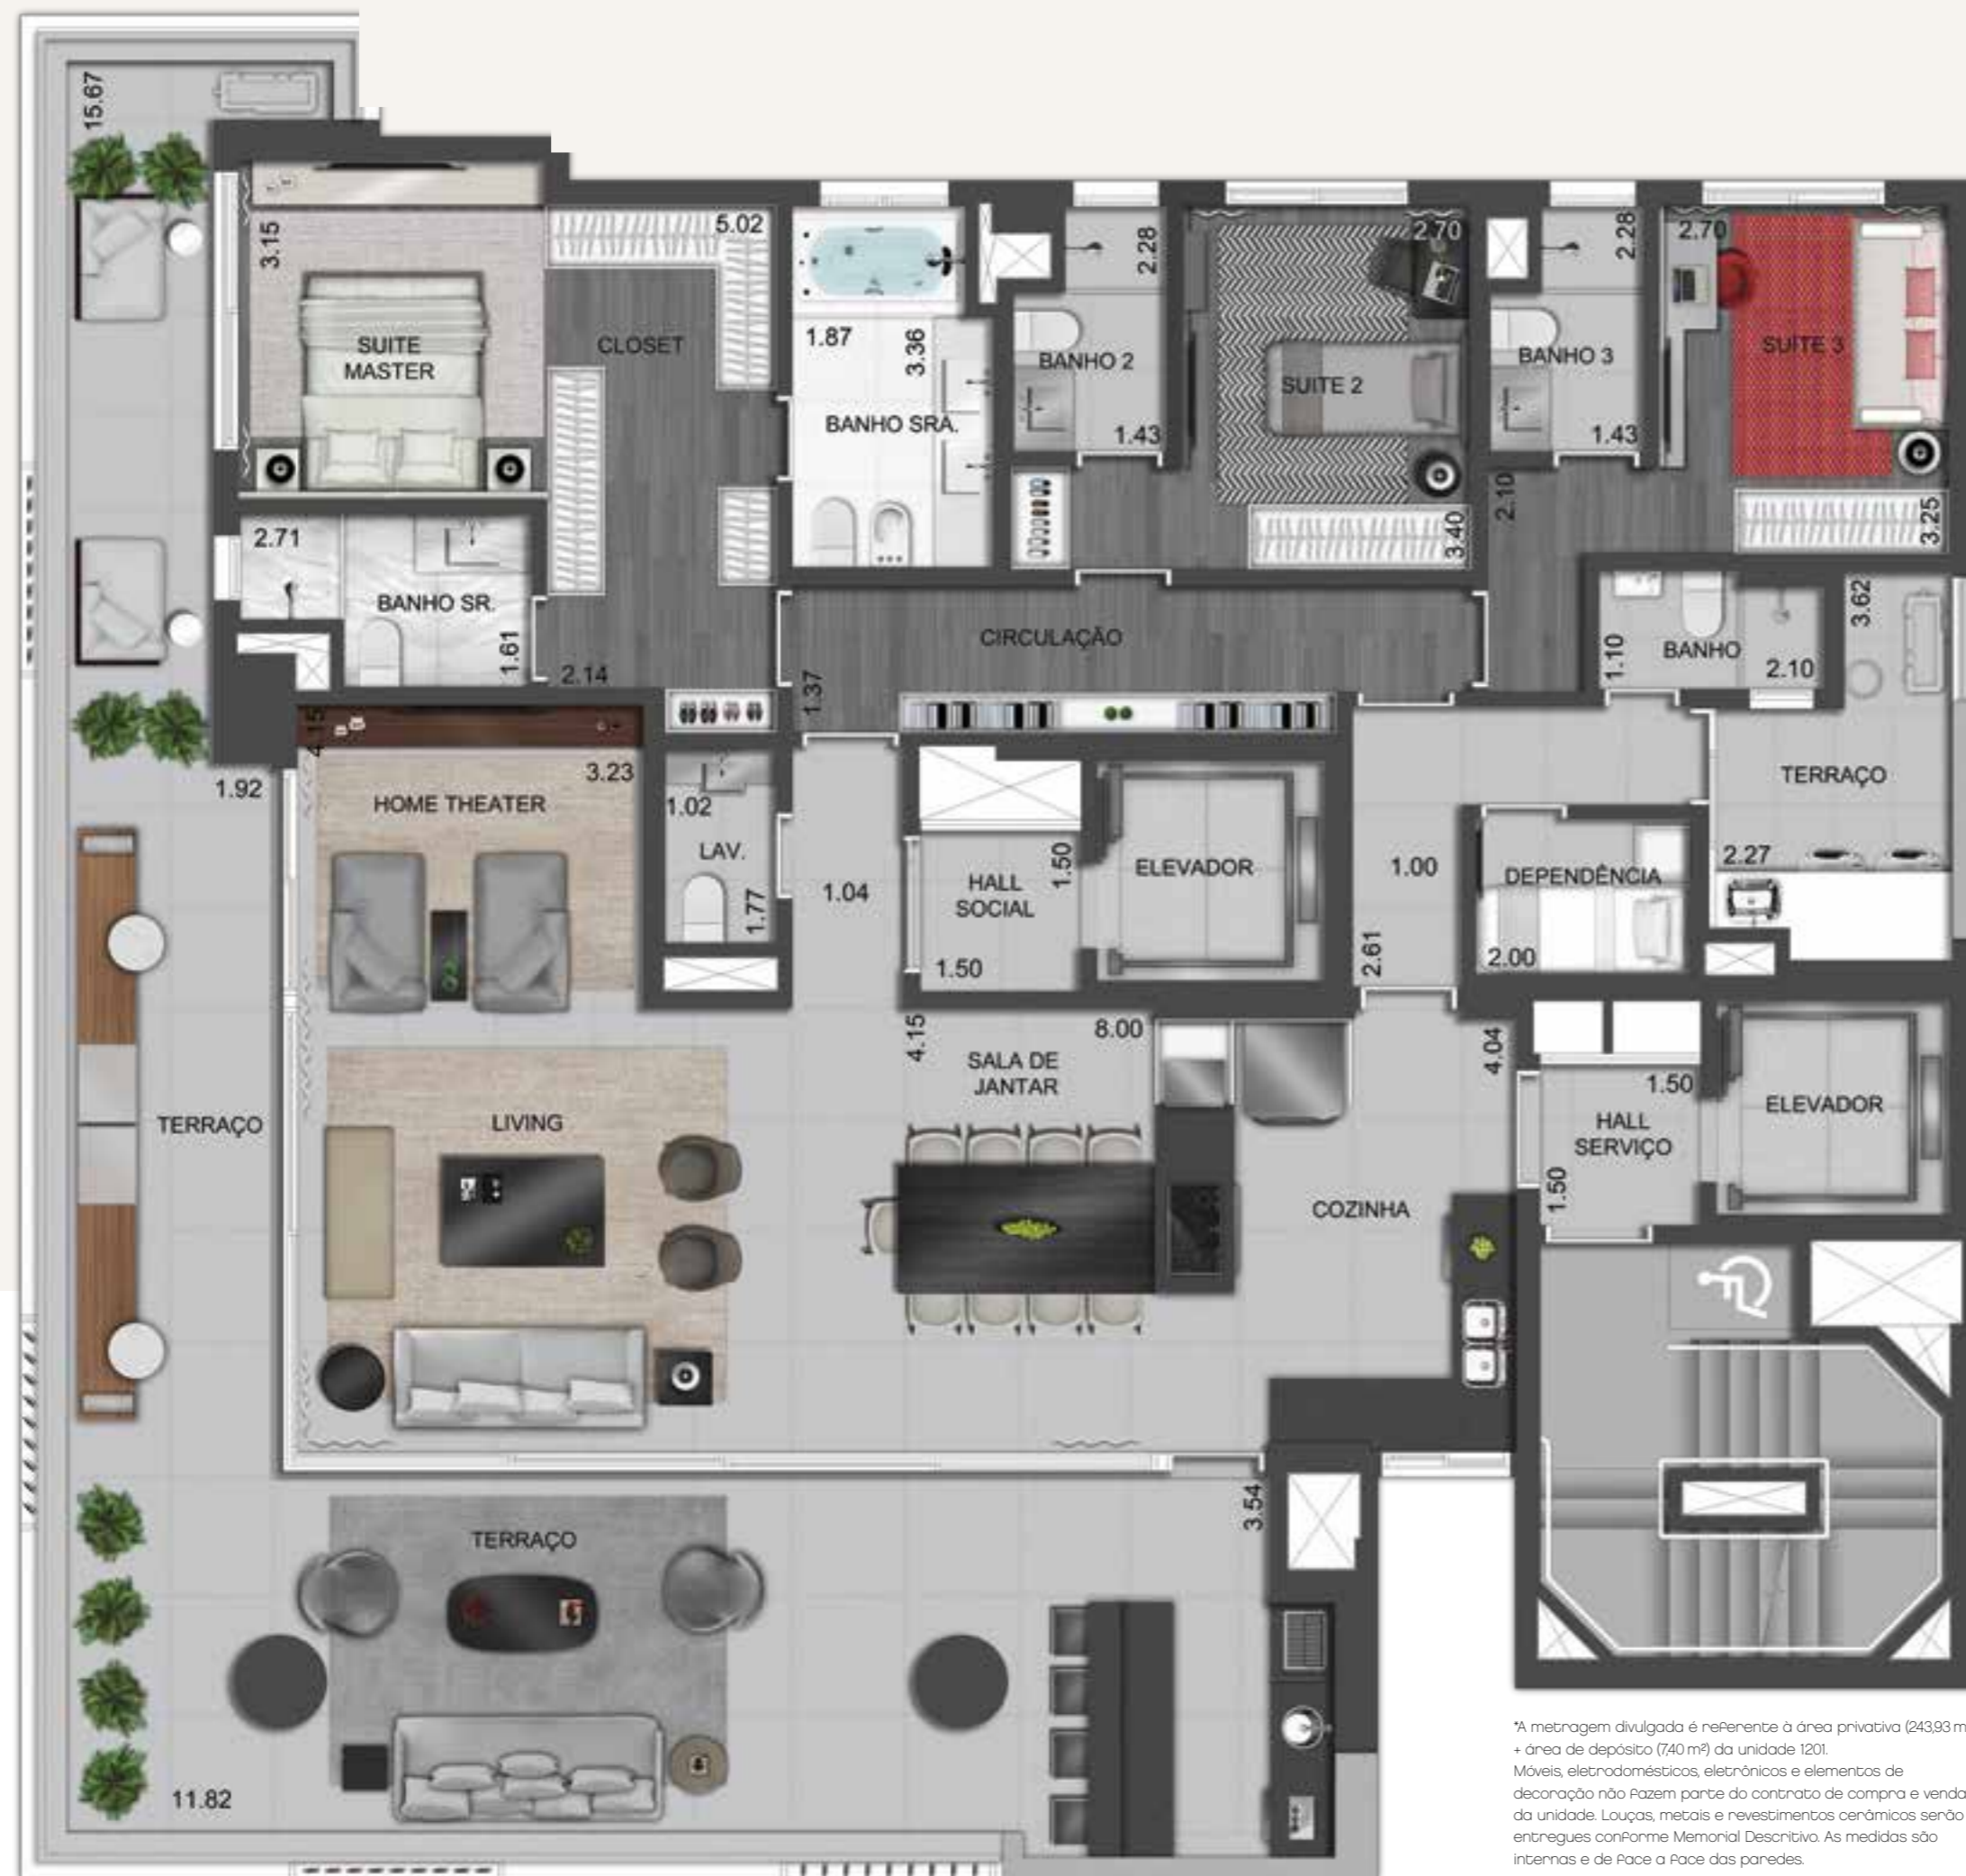 15.67
3.15
5.02
SUITE
MASTER
CLOSET
1.87
3.36
BANHO SRA.
2.28
BANHO 2
1.43
2.70
SUITE 2
3.40
2.28
BANHO 3
1.43
2.10
2.70
SUITE 3
3.25
2.71
BANHO SR.
1.61
2.14
CIRCULAÇÃO
1.37
1.10
BANHO
2.10
3.62
TERRAÇO
2.27
1.92
4.15
3.23
HOME THEATER
1.02
LAV.
1.77
1.04
HALL
SOCIAL
1.50
1.50
ELEVADOR
1.00
2.61
DEPENDÊNCIA
2.00
TERRAÇO
LIVING
4.15
8.00
SALA DE
JANTAR
4.04
COZINHA
1.50
HALL
SERVIÇO
1.50
ELEVADOR
TERRAÇO
3.54
11.82
*A metragem divulgada é referente à área privativa (243,93 m
+ área de depósito (7,40 m²) da unidade 1201.
Móveis, eletrodomésticos, eletrônicos e elementos de
decoração não fazem parte do contrato de compra e venda
da unidade. Louças, metais e revestimentos cerâmicos serão
entregues conforme Memorial Descritivo. As medidas são
internas e de face a face das paredes.